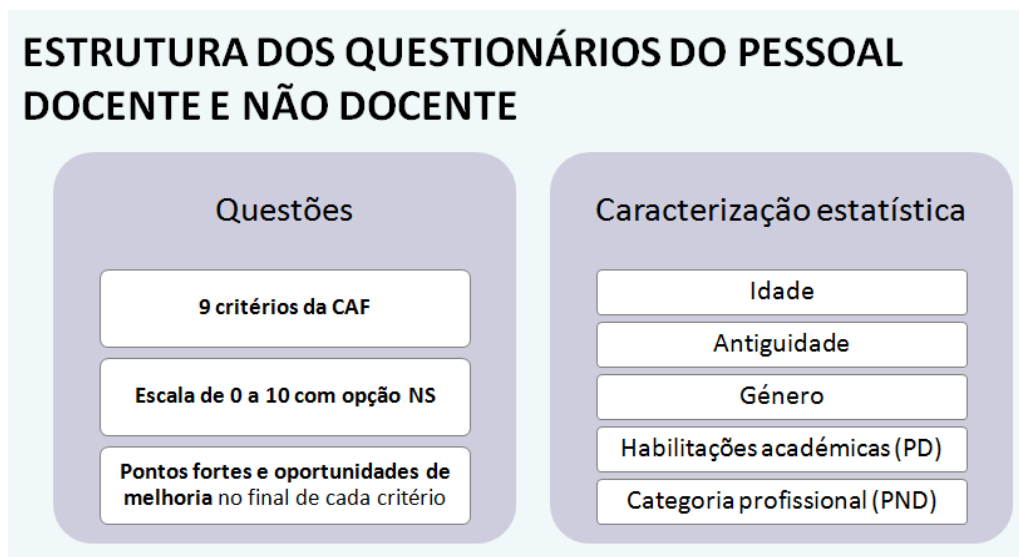 ESTRUTURA DOS QUESTIONÁRIOS DO PESSOAL
DOCENTE E NÃO DOCENTE
Questões
9 critérios da CAF
Escala de 0 a 10 com opção NS
Pontos fortes e oportunidades de
melhoria no final de cada critério
Caracterização estatística
Idade
Antiguidade
Género
Habilitações académicas (PD)
Categoria profissional (PND)